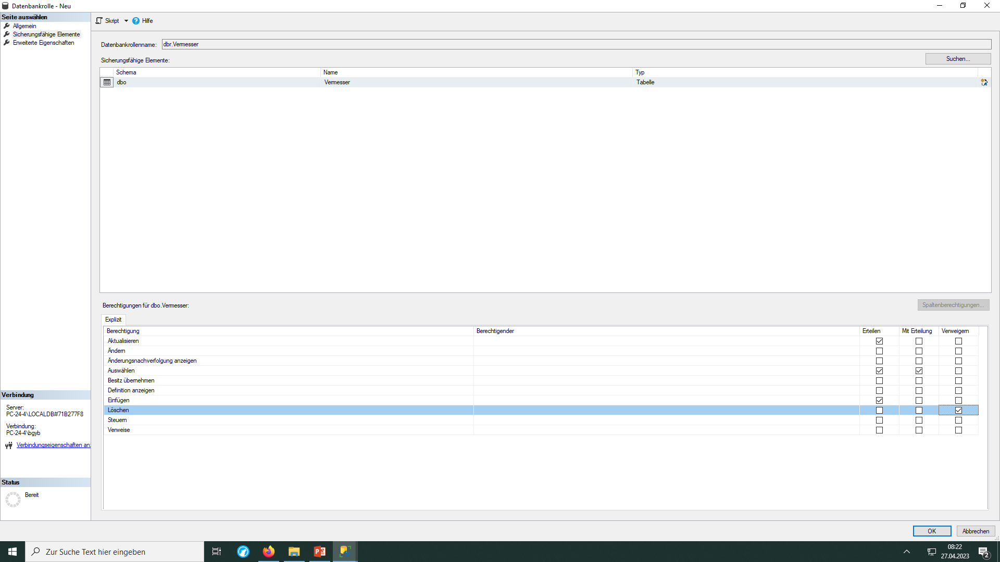 Datenbankrolle - Neu
Seite auswählen
Allgemein
Sicherungsfähige Elemente
Erweiterte Eigenschaften
Skript
Hilfe
Datenbankrollenname: dbr.Vermesser
Sicherungsfähige Elemente:
Suchen...
Schema Name Typ
dbo Vermesser Tabelle
Berechtigungen für dbo.Vermesser:
Spaltenberechtigungen...
Explizit
Berechtigung Berechtigender Erteilen Mit Erteilung Verweigern
Aktualisieren
Ändern
Änderungsnachverfolgung anzeigen
Auswählen
Besitz übernehmen
Definition anzeigen
Einfügen
Löschen
Steuern
Verweise
Verbindung
Server:
PC-24-4\LOCALDB#71B277F8
Verbindung:
PC-24-4\bgyb
Verbindungseigenschaften an
Status
Bereit
OK
Abbrechen
Zur Suche Text hier eingeben
08:22
27.04.2023
2